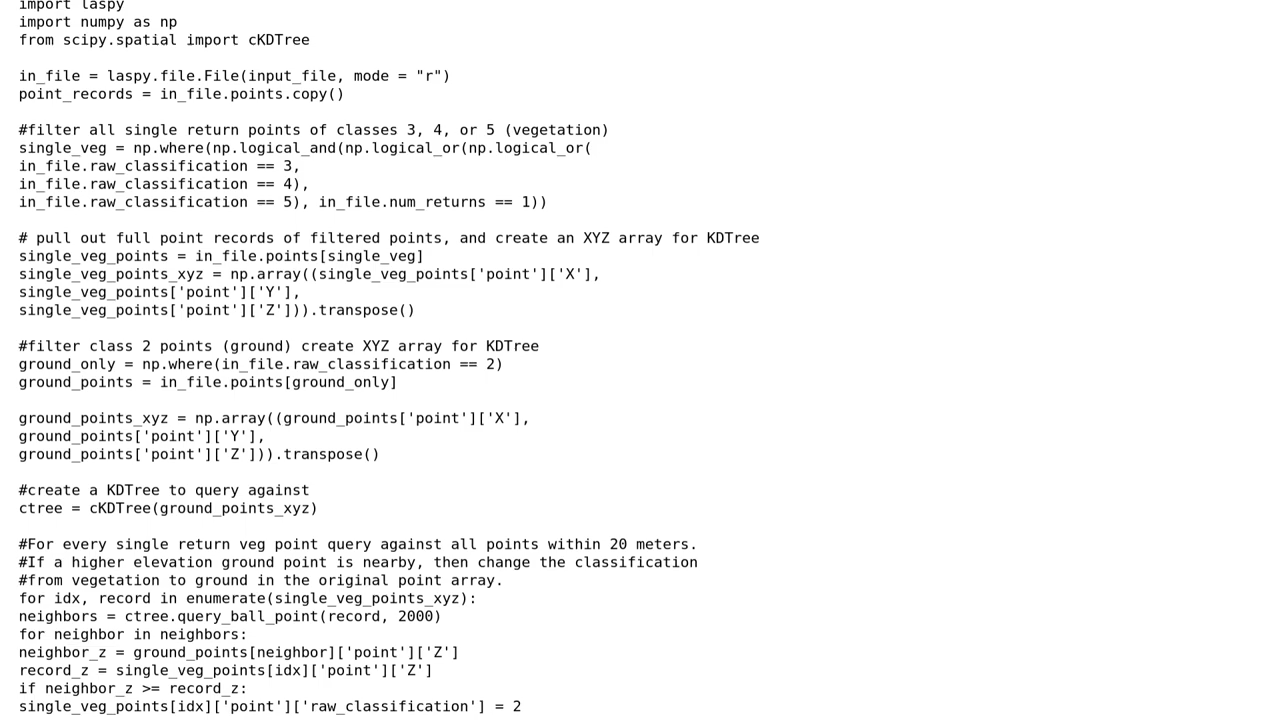 import laspy
import numpy as np
from scipy.spatial import cKDTree
in_file = laspy.file.File(input_file, mode = "r")
point_records = in_file.points.copy()
#filter all single return points of classes 3, 4, or 5 (vegetation)
single_veg = np.where(np.logical_and(np.logical_or(np.logical_or(
in_file.raw_classification == 3,
in_file.raw_classification == 4),
in_file.raw_classification == 5), in_file.num_returns == 1))
# pull out full point records of filtered points, and create an XYZ array for KDTree
single_veg_points = in_file.points[single_veg]
single_veg_points_xyz = np.array((single_veg_points['point']['X'],
single_veg_points['point']['Y'],
single_veg_points['point']['Z'])).transpose()
#filter class 2 points (ground) create XYZ array for KDTree
ground_only = np.where(in_file.raw_classification == 2)
ground_points = in_file.points[ground_only]
ground_points_xyz = np.array((ground_points['point']['X'],
ground_points['point']['Y'],
ground_points['point']['Z'])).transpose()
#create a KDTree to query against
ctree = cKDTree(ground_points_xyz)
#For every single return veg point query against all points within 20 meters.
#If a higher elevation ground point is nearby, then change the classification
#from vegetation to ground in the original point array.
for idx, record in enumerate(single_veg_points_xyz):
neighbors = ctree.query_ball_point(record, 2000)
for neighbor in neighbors:
neighbor_z = ground_points[neighbor]['point']['Z']
record_z = single_veg_points[idx]['point']['Z']
if neighbor_z >= record_z:
single_veg_points[idx]['point']['raw_classification'] = 2